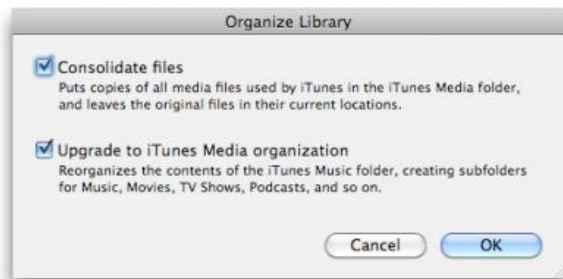 Organize Library
Consolidate files
Puts copies of all media files used by iTunes in the iTunes Media folder,
and leaves the original files in their current locations.
Upgrade to iTunes Media organization
Reorganizes the contents of the iTunes Music folder, creating subfolders
for Music, Movies, TV Shows, Podcasts, and so on.
Cancel OK